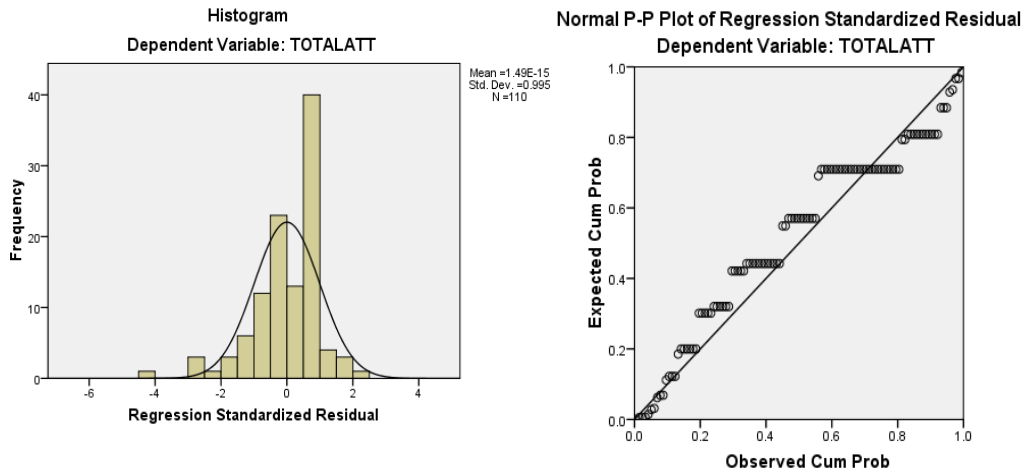 Histogram
Dependent Variable: TOTALATT
Mean =1.49E-15
Std. Dev. =0.995
N =110
Frequency
40
30
20
10
0
-6
-4
-2
0
2
4
Regression Standardized Residual
Normal P-P Plot of Regression Standardized Residual
Dependent Variable: TOTALATT
Expected Cum Prob
1.0
0.8
0.6
0.4
0.2
0.0
0.0
0.2
0.4
0.6
0.8
1.0
Observed Cum Prob